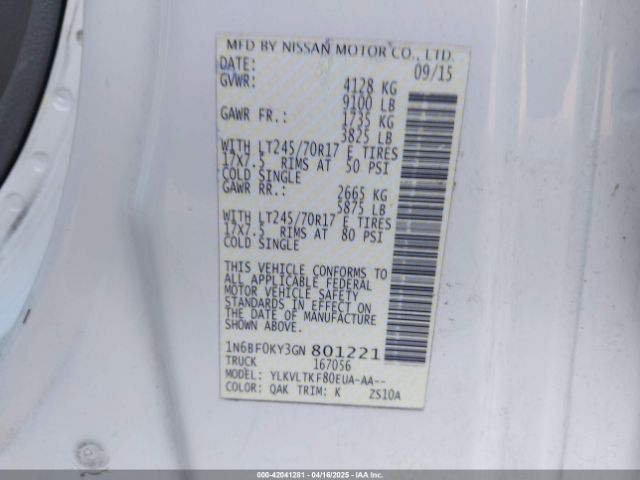 MFD BY NISSAN MOTOR CO., LTD.
DATE: 09/15
GVWR: 4128 KG
9100 LB
GAWR FR.: 1735 KG
3825 LB
WITH LT245/70R17 E TIRES
17X7.5 RIMS AT 50 PSI
COLD SINGLE
GAWR RR.: 2665 KG
5875 LB
WITH LT245/70R17 E TIRES
17X7.5 RIMS AT 80 PSI
COLD SINGLE
THIS VEHICLE CONFORMS TO
ALL APPLICABLE FEDERAL
MOTOR VEHICLE SAFETY
STANDARDS IN EFFECT ON
THE DATE OF MANUFACTURE
SHOWN ABOVE.
1N6BF0KY3GN 801221
TRUCK 167056
MODEL: YLKVLTKF80EUA-AA--
COLOR: QAK TRIM: K ZS10A
000-42041281 - 04/16/2025 - IAA Inc.